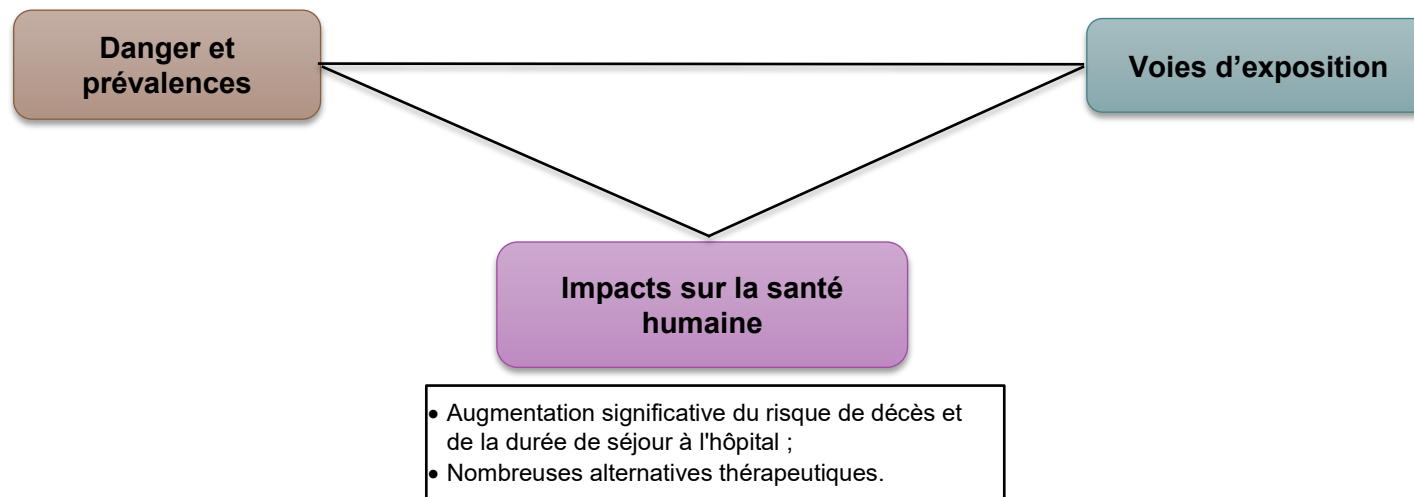 Danger et
prévalences
Voies d’exposition
Impacts sur la santé
humaine
• Augmentation significative du risque de décès et
de la durée de séjour à l'hôpital ;
• Nombreuses alternatives thérapeutiques.